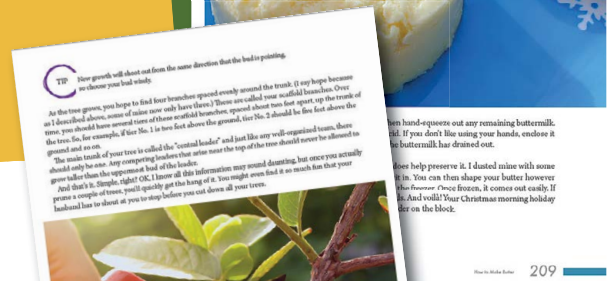 TIP
New growth will shoot out from the same direction that the bud is pointing,
so choose your bud wisely.
As the tree grows, you hope to find four branches spaced evenly around the trunk. (I say hope because
as I described above, some of mine now only have three.) These are called your scaffold branches. Over
time, you should have several tiers of these scaffold branches, spaced about two feet apart, up the trunk of
the tree. So, for example, if tier No. 1 is two feet above the ground, tier No. 2 should be five feet above the
ground and so on.
The main trunk of your tree is called the "central leader" and just like any well-organized team, there
should only be one. Any competing leaders that arise near the top of the tree should never be allowed to
grow taller than the uppermost bud of the leader.
And that's it. Simple, right? OK, I know all this information may sound daunting, but once you actually
prune a couple of trees, you'll quickly get the hang of it. You might even find it so much fun that your
husband has to shout at you to stop before you cut down all your trees.
hen hand-squeeze out any remaining buttermilk.
id. If you don't like using your hands, enclose it
he buttermilk has drained out.
does help preserve it. I dusted mine with some
it in. You can then shape your butter however
the freezer. Once frozen, it comes out easily. If
ds. And voilà! Your Christmas morning holiday
der on the block.
How to Make Butter 209